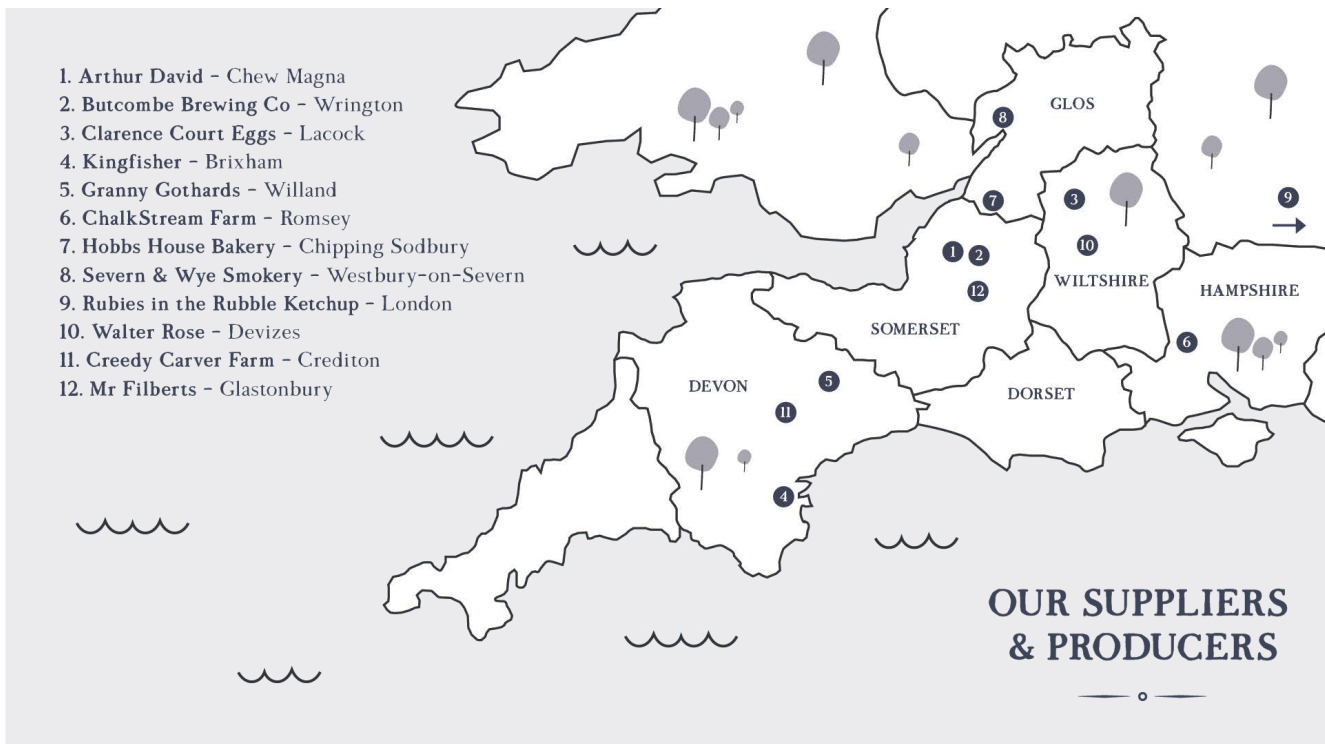 1. Arthur David - Chew Magna
2. Butcombe Brewing Co - Wrington
3. Clarence Court Eggs - Lacock
4. Kingfisher - Brixham
5. Granny Gothards - Willand
6. ChalkStream Farm - Romsey
7. Hobbs House Bakery - Chipping Sodbury
8. Severn & Wye Smokery - Westbury-on-Severn
9. Rubies in the Rubble Ketchup - London
10. Walter Rose - Devizes
11. Creedy Carver Farm - Crediton
12. Mr Filberts - Glastonbury
GLOS
8
7
3
9
10
1
2
12
WILTSHIRE
HAMPSHIRE
SOMERSET
6
DEVON
5
DORSET
11
4
OUR SUPPLIERS
& PRODUCERS